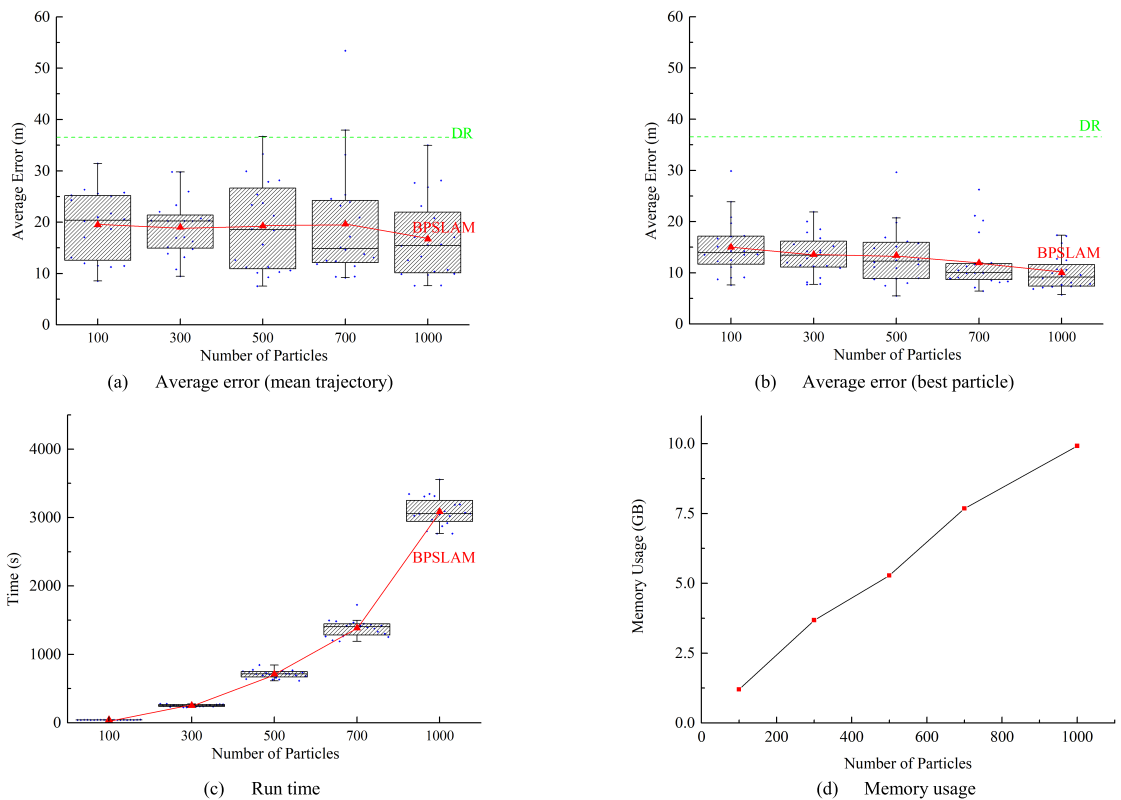 60
50
40
30
20
10
0
Average Error (m)
DR
BPSLAM
100 300 500 700 1000
Number of Particles
(a) Average error (mean trajectory)
60
50
40
30
20
10
0
Average Error (m)
DR
BPSLAM
100 300 500 700 1000
Number of Particles
(b) Average error (best particle)
4000
3000
2000
1000
0
Time (s)
BPSLAM
100 300 500 700 1000
Number of Particles
(c) Run time
10.0
7.5
5.0
2.5
0.0
Memory Usage (GB)
0 200 400 600 800 1000
Number of Particles
(d) Memory usage